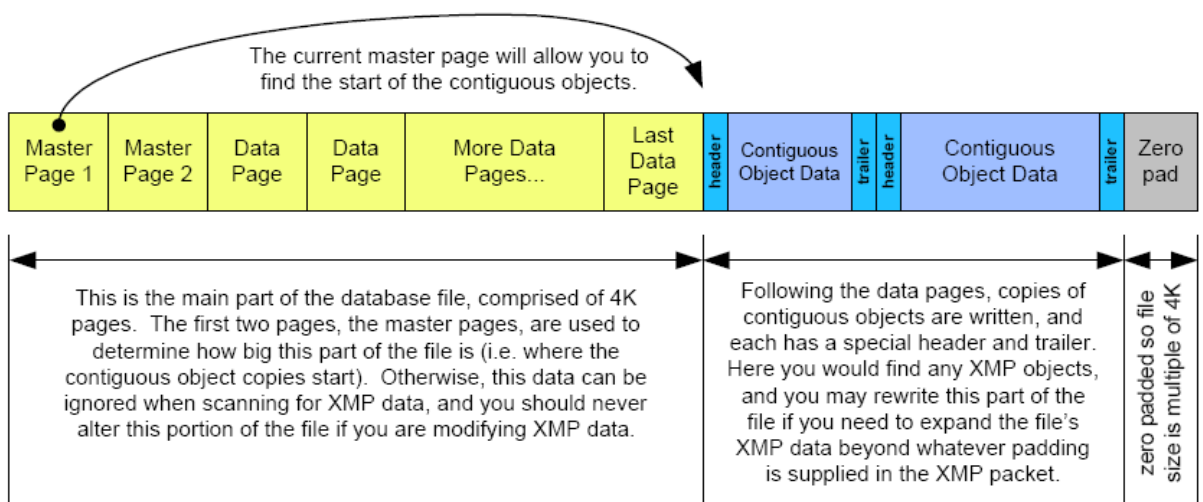 The current master page will allow you to
find the start of the contiguous objects.
Master
Page 1
Master
Page 2
Data
Page
Data
Page
More Data
Pages...
Last
Data
Page
header
Contiguous
Object Data
trailer
header
Contiguous
Object Data
trailer
Zero
pad
This is the main part of the database file, comprised of 4K
pages. The first two pages, the master pages, are used to
determine how big this part of the file is (i.e. where the
contiguous object copies start). Otherwise, this data can be
ignored when scanning for XMP data, and you should never
alter this portion of the file if you are modifying XMP data.
Following the data pages, copies of
contiguous objects are written, and
each has a special header and trailer.
Here you would find any XMP objects,
and you may rewrite this part of the
file if you need to expand the file's
XMP data beyond whatever padding
is supplied in the XMP packet.
zero padded so file
size is multiple of 4K